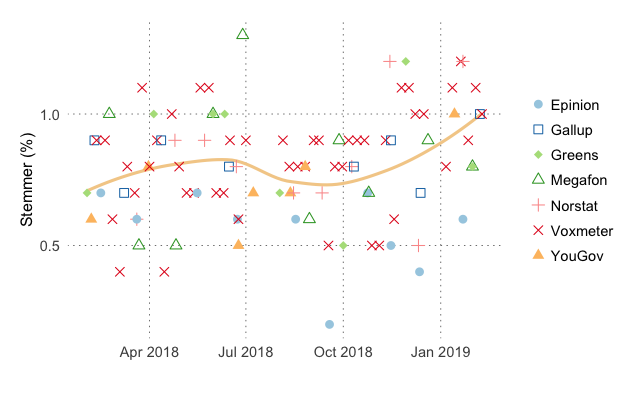 Stemmer (%)
1.0
0.5
Apr 2018
Jul 2018
Oct 2018
Jan 2019
Epinion
Gallup
Greens
Megafon
Norstat
Voxmeter
YouGov